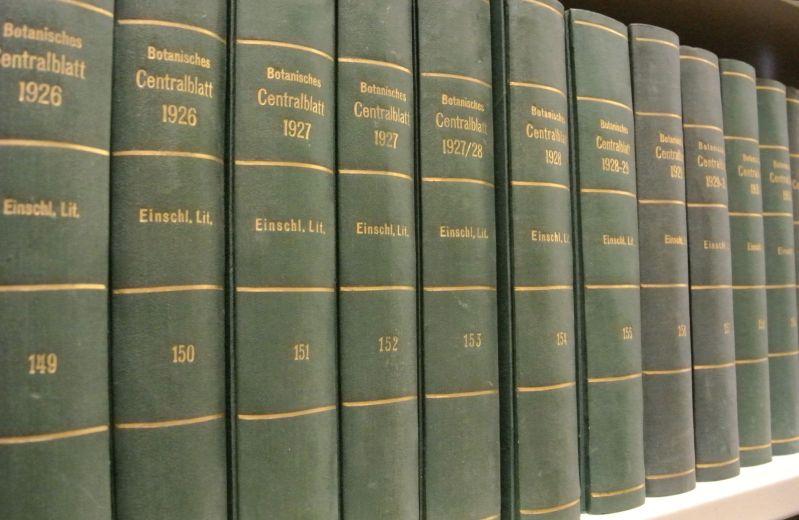 Botanisches
Centralblatt
1926
Einschl. Lit.
149
Botanisches
Centralblatt
1926
Einschl. Lit.
150
Botanisches
Centralblatt
1927
Einschl. Lit.
151
Botanisches
Centralblatt
1927
Einschl. Lit.
152
Botanisches
Centralblatt
1927/28
Einschl. Lit.
153
Botanisches
Centralblatt
1928
Einschl. Lit.
154
Botanisches
Centralblatt
1928-29
Einschl. Lit.
155
Einschl.
Einschl.